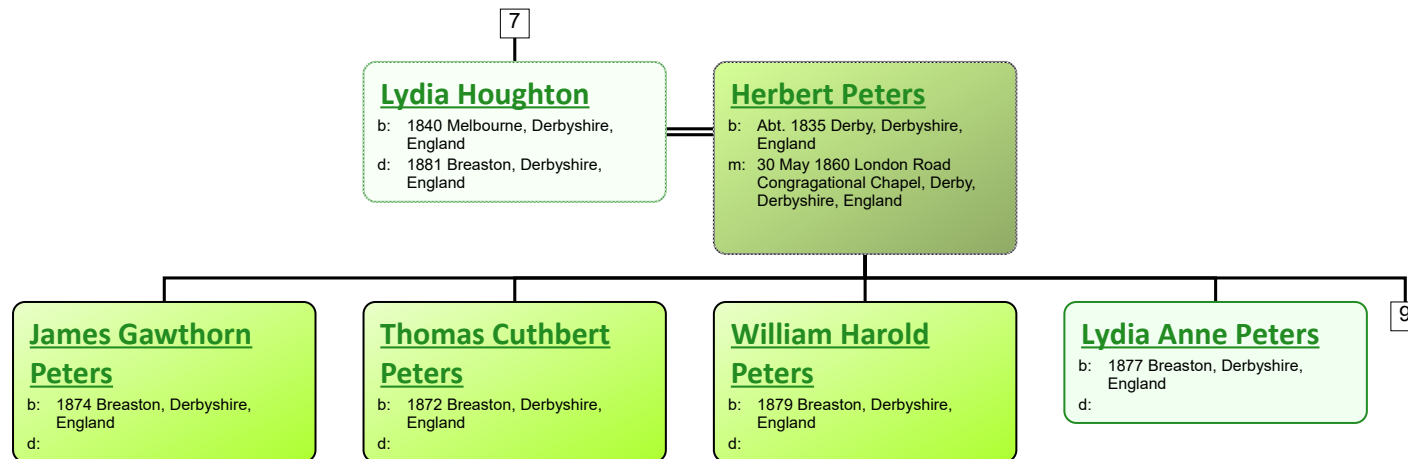 7
Lydia Houghton
b: 1840 Melbourne, Derbyshire,
England
d: 1881 Breaston, Derbyshire,
England
Herbert Peters
b: Abt. 1835 Derby, Derbyshire,
England
m: 30 May 1860 London Road
Congragational Chapel, Derby,
Derbyshire, England
James Gawthorn
Peters
b: 1874 Breaston, Derbyshire,
England
d:
Thomas Cuthbert
Peters
b: 1872 Breaston, Derbyshire,
England
d:
William Harold
Peters
b: 1879 Breaston, Derbyshire,
England
d:
Lydia Anne Peters
b: 1877 Breaston, Derbyshire,
England
d:
9